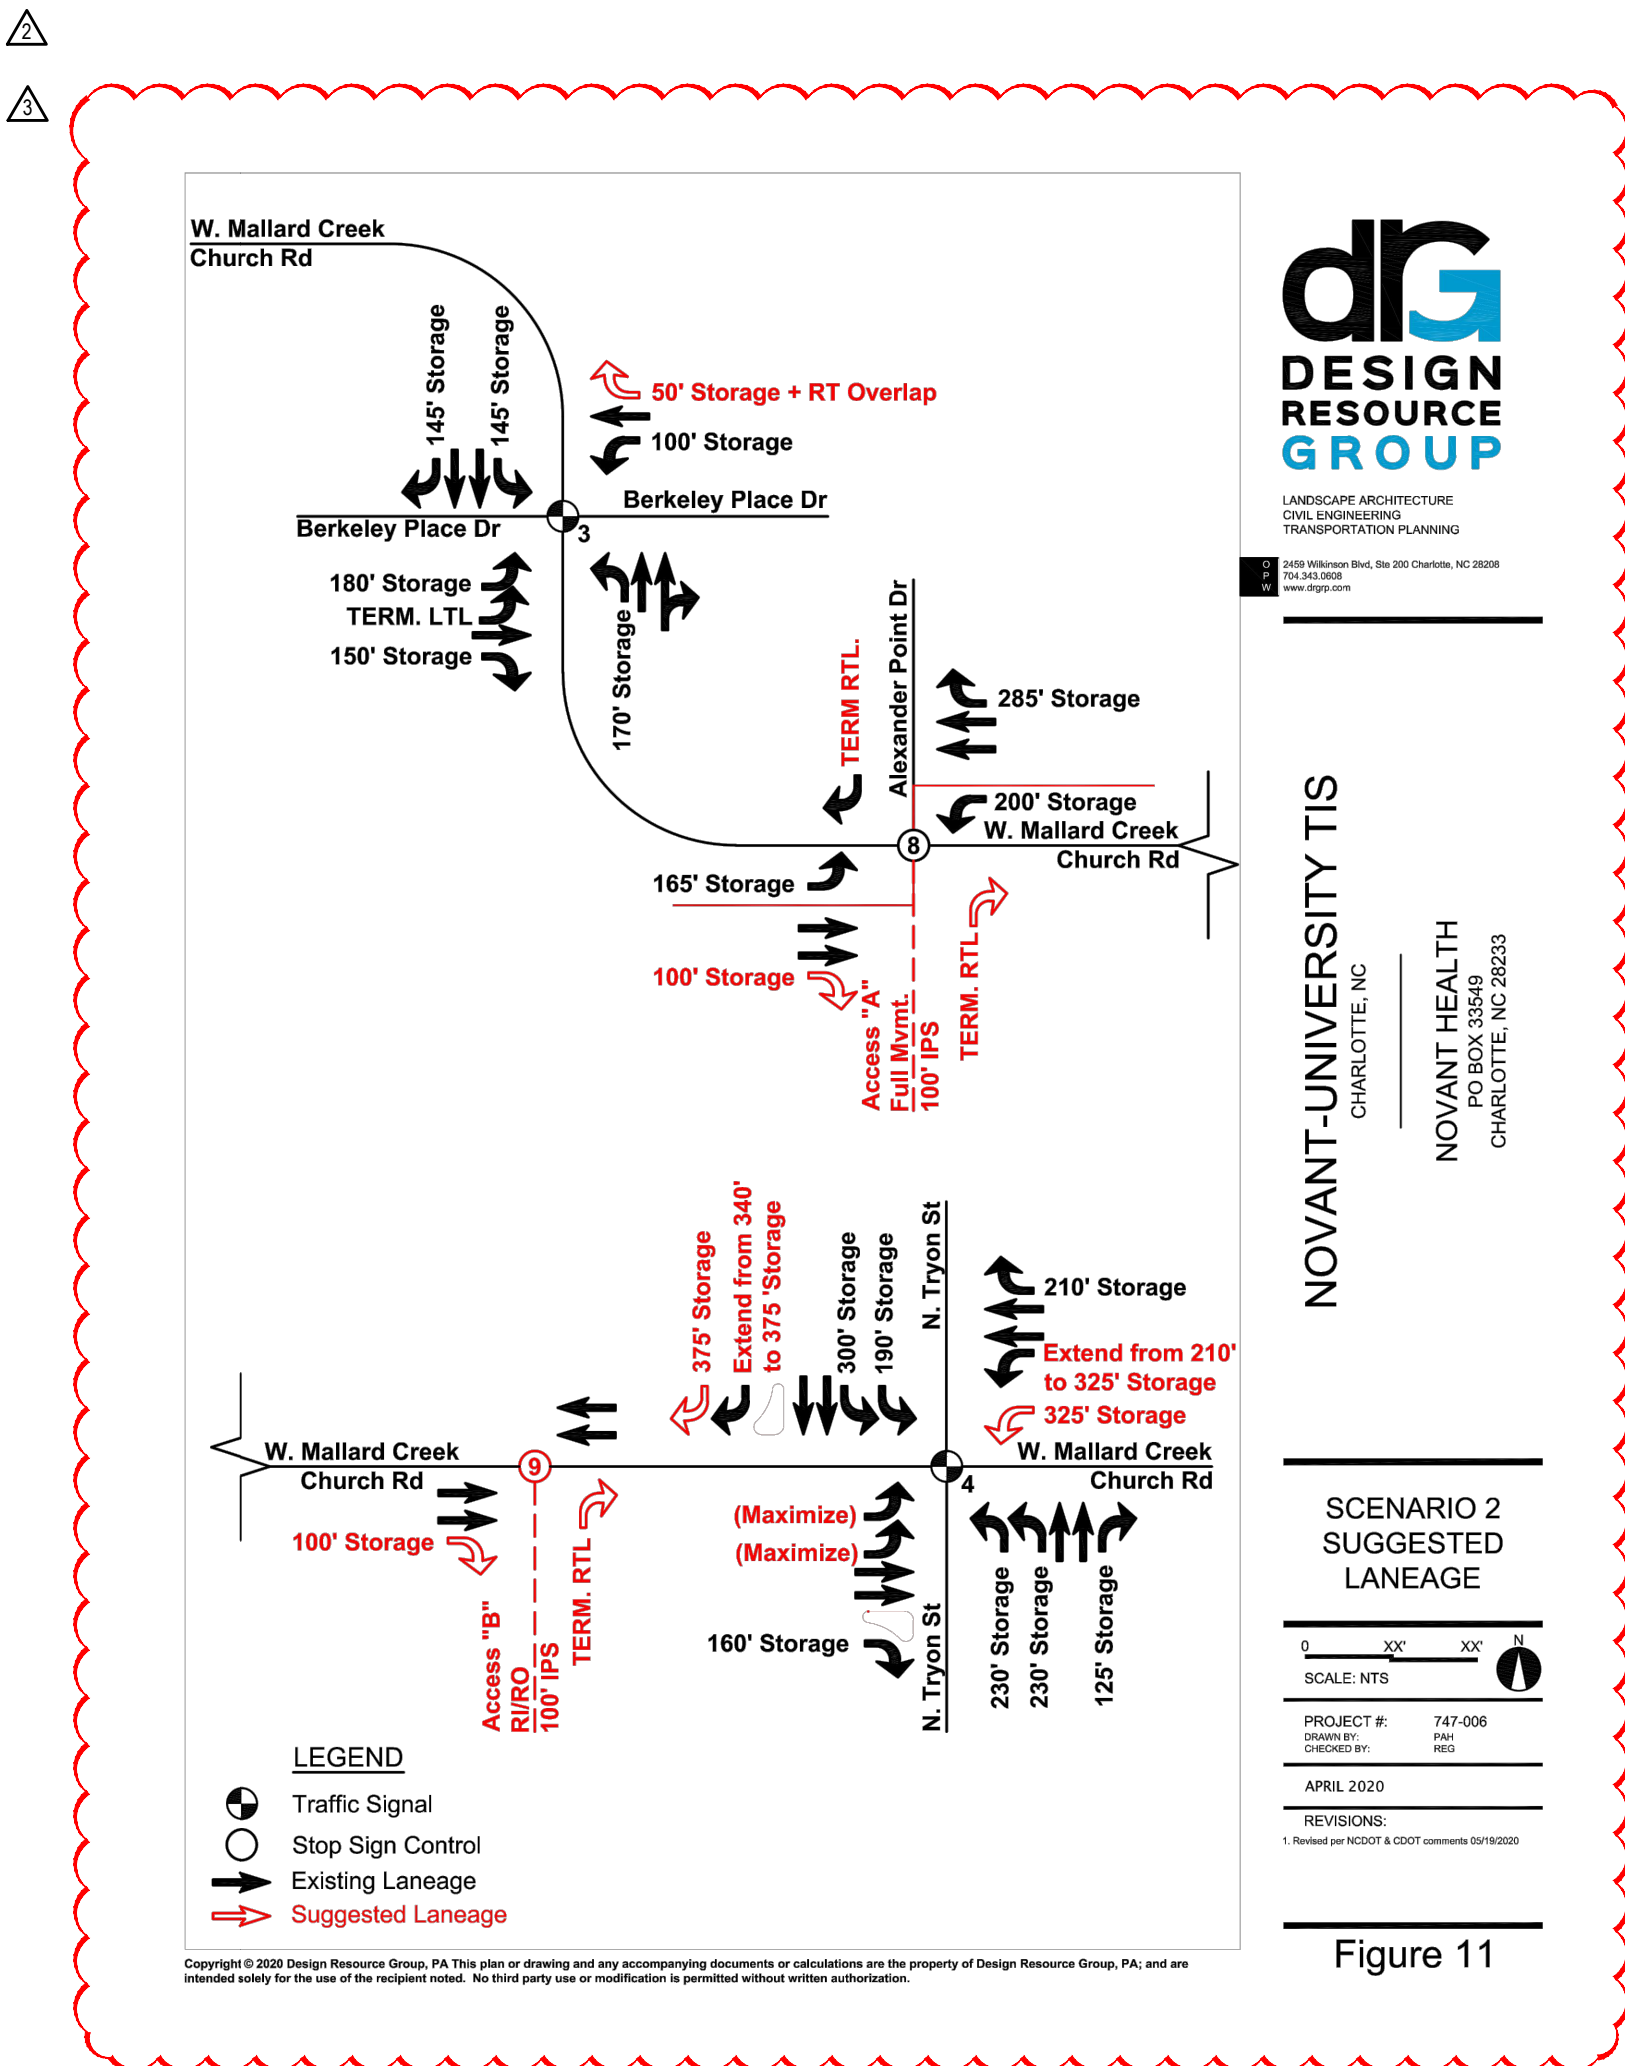 2
3
W. Mallard Creek
Church Rd
145' Storage
145' Storage
50' Storage + RT Overlap
100' Storage
Berkeley Place Dr
Berkeley Place Dr
3
180' Storage
TERM. LTL
150' Storage
170' Storage
TERM RTL.
Alexander Point Dr
285' Storage
200' Storage
W. Mallard Creek
Church Rd
8
165' Storage
100' Storage
Access "A"
Full Mvmt.
100' IPS
TERM. RTL
375' Storage
Extend from 340'
to 375 'Storage
300' Storage
190' Storage
N. Tryon St
210' Storage
Extend from 210'
to 325' Storage
325' Storage
W. Mallard Creek
Church Rd
9
W. Mallard Creek
Church Rd
4
100' Storage
Access "B"
RI/RO
100' IPS
TERM. RTL
(Maximize)
(Maximize)
160' Storage
N. Tryon St
230' Storage
230' Storage
125' Storage
LEGEND
Traffic Signal
Stop Sign Control
Existing Laneage
Suggested Laneage
Copyright © 2020 Design Resource Group, PA This plan or drawing and any accompanying documents or calculations are the property of Design Resource Group, PA; and are
intended solely for the use of the recipient noted. No third party use or modification is permitted without written authorization.
drG
DESIGN
RESOURCE
GROUP
LANDSCAPE ARCHITECTURE
CIVIL ENGINEERING
TRANSPORTATION PLANNING
O
P
W
2459 Wilkinson Blvd, Ste 200 Charlotte, NC 28208
704.343.0608
www.drgrp.com
NOVANT-UNIVERSITY TIS
CHARLOTTE, NC
NOVANT HEALTH
PO BOX 33549
CHARLOTTE, NC 28233
SCENARIO 2
SUGGESTED
LANEAGE
0 XX' XX' N
SCALE: NTS
PROJECT #: 747-006
DRAWN BY: PAH
CHECKED BY: REG
APRIL 2020
REVISIONS:
1. Revised per NCDOT & CDOT comments 05/19/2020
Figure 11